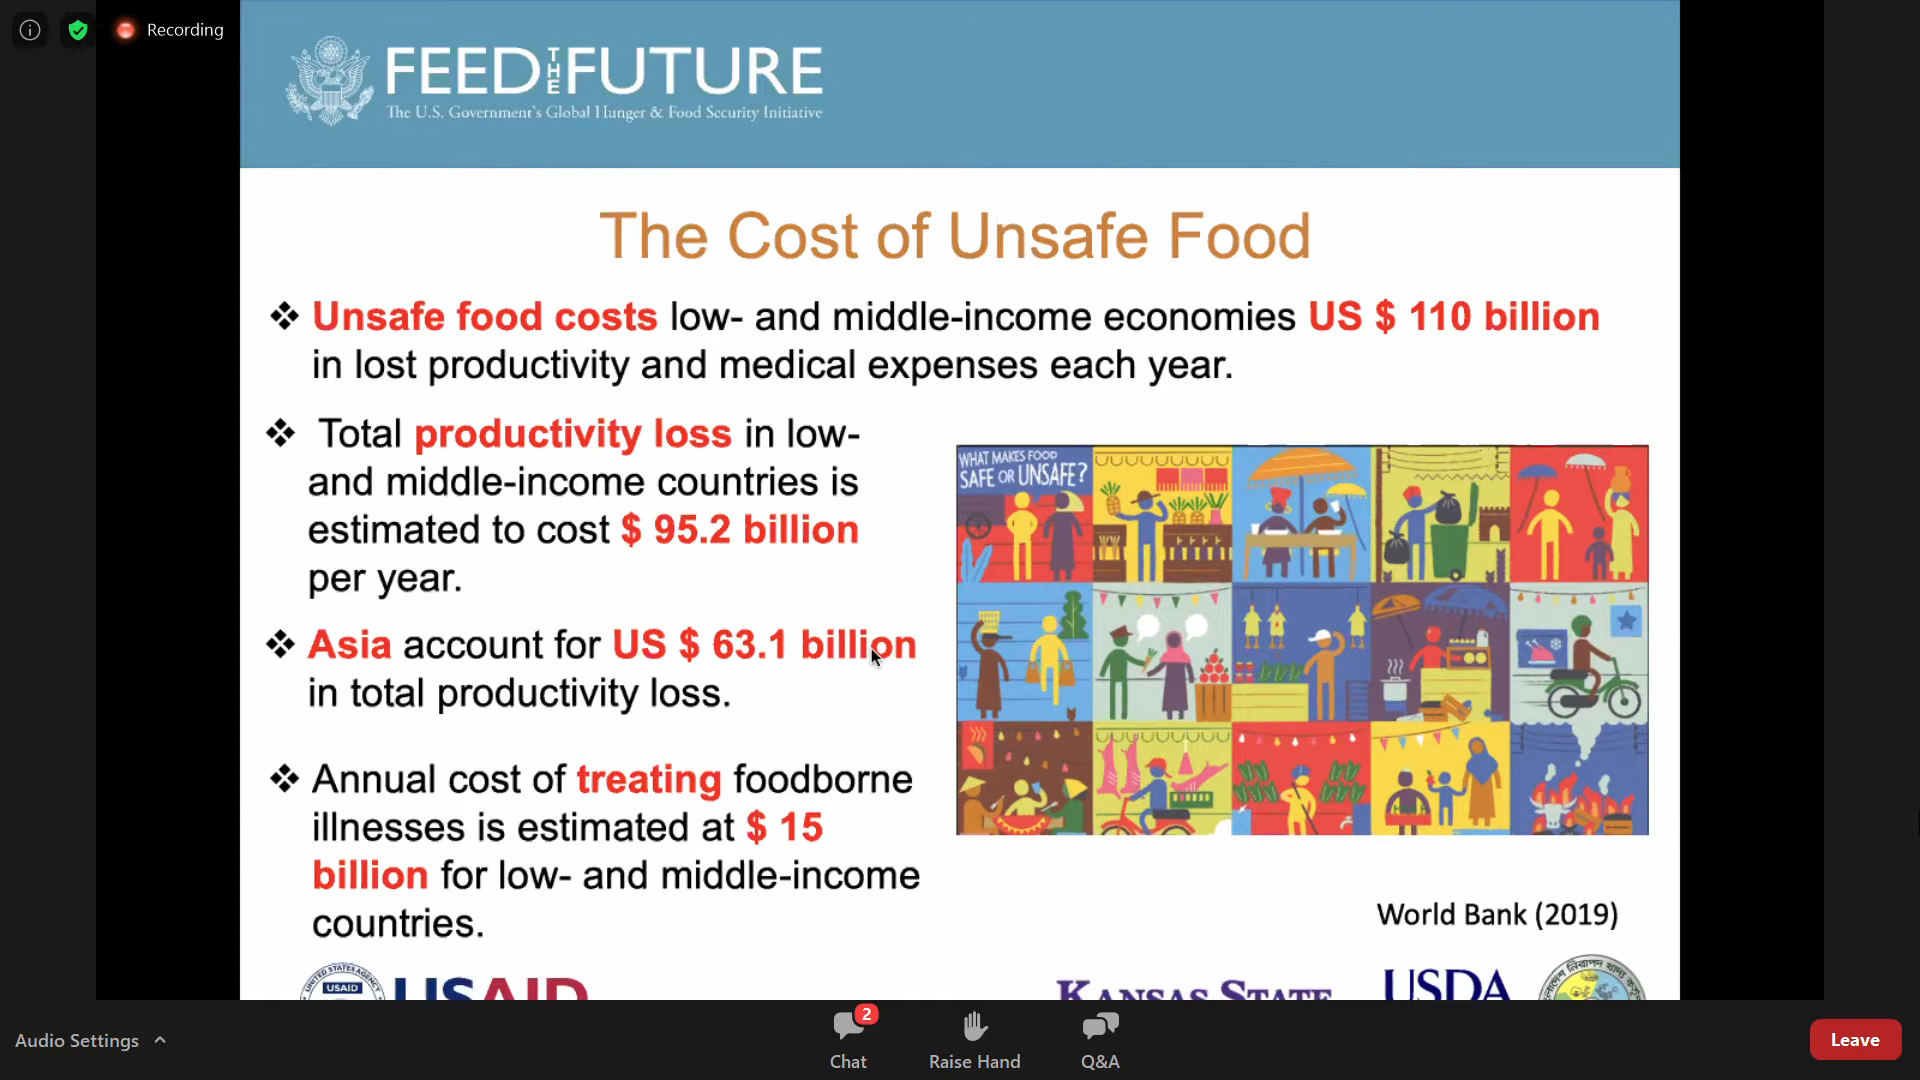 Recording
FEED THE FUTURE
The U.S. Government's Global Hunger & Food Security Initiative
The Cost of Unsafe Food
❖ Unsafe food costs low- and middle-income economies US $ 110 billion
in lost productivity and medical expenses each year.
❖ Total productivity loss in low-
and middle-income countries is
estimated to cost $ 95.2 billion
per year.
❖ Asia account for US $ 63.1 billion
in total productivity loss.
❖ Annual cost of treating foodborne
illnesses is estimated at $ 15
billion for low- and middle-income
countries.
WHAT MAKES FOOD
SAFE OR UNSAFE?
World Bank (2019)
UNITED STATES AGENCY
USAID
USAID
KANSAS STATE
USDA
Audio Settings
2
Chat
Raise Hand
Q&A
Leave